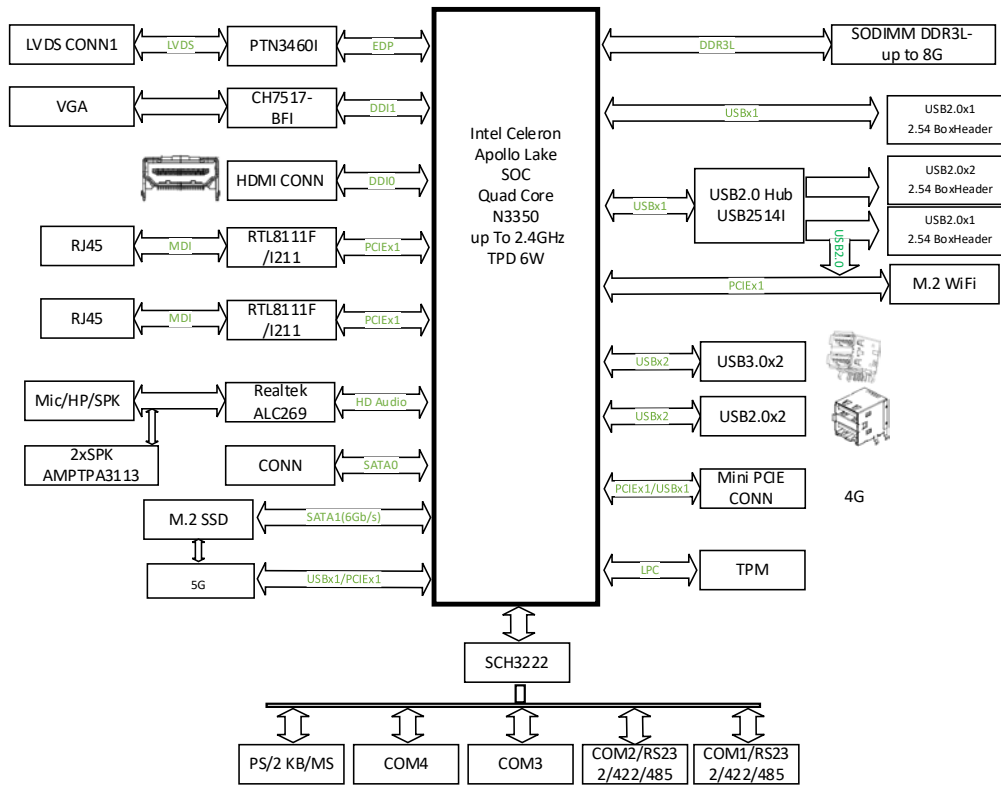 LVDS CONN1
LVDS
PTN3460I
EDP
VGA
CH7517-
BFI
DDI1
HDMI CONN
DDI0
RJ45
MDI
RTL8111F
/I211
PCIEx1
RJ45
MDI
RTL8111F
/I211
PCIEx1
Mic/HP/SPK
Realtek
ALC269
HD Audio
2xSPK
AMPTPA3113
CONN
SATA0
M.2 SSD
SATA1(6Gb/s)
5G
USBx1/PCIEx1
Intel Celeron
Apollo Lake
SOC
Quad Core
N3350
up To 2.4GHz
TPD 6W
DDR3L
SODIMM DDR3L-
up to 8G
USBx1
USB2.0x1
2.54 BoxHeader
USBx1
USB2.0 Hub
USB2514I
USB2.0x2
2.54 BoxHeader
USB2.0x1
2.54 BoxHeader
USB2.0
PCIEx1
M.2 WiFi
USBx2
USB3.0x2
USBx2
USB2.0x2
PCIEx1/USBx1
Mini PCIE
CONN
4G
LPC
TPM
SCH3222
PS/2 KB/MS
COM4
COM3
COM2/RS23
2/422/485
COM1/RS23
2/422/485